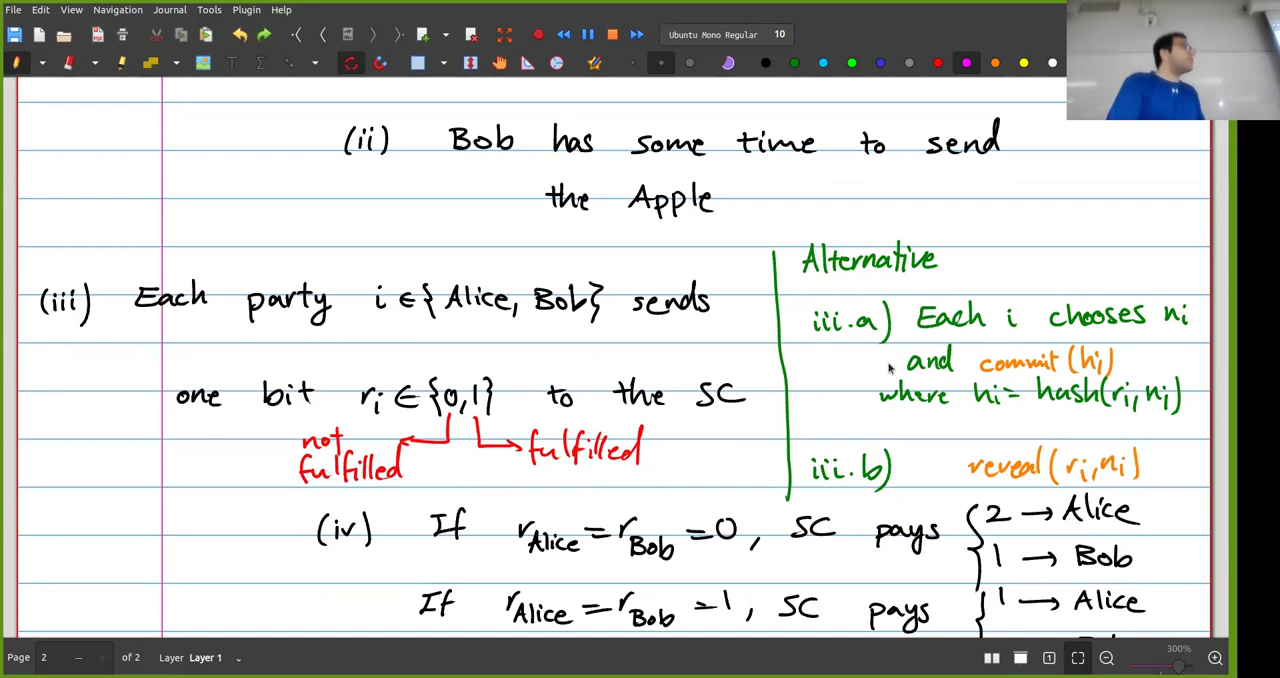 File Edit View Navigation Journal Tools Plugin Help
Ubuntu Mono Regular 10
(ii) Bob has some time to send
the Apple
(iii) Each party i ∈ {Alice, Bob} sends
one bit ri ∈ {0,1} to the SC
not
fulfilled
fulfilled
Alternative
iii.a) Each i chooses ni
and commit (hi)
where hi = hash(ri, ni)
iii.b) reveal(ri, ni)
(iv) If rAlice = rBob = 0, SC pays { 2 → Alice
1 → Bob
If rAlice = rBob = 1, SC pays { 1 → Alice
Page 2 of 2 Layer Layer 1 300%